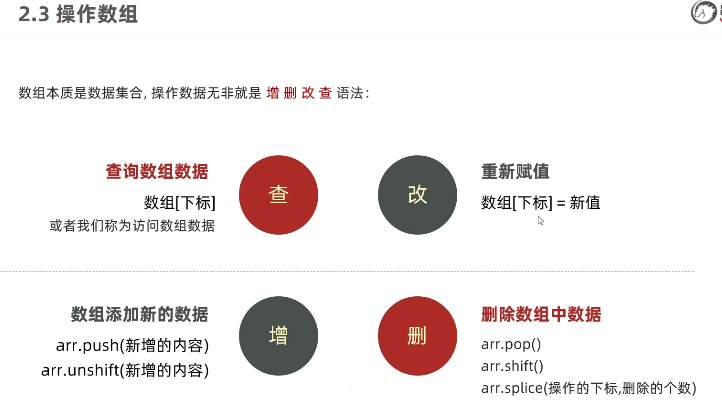 2.3 操作数组
数组本质是数据集合, 操作数据无非就是 增 删 改 查 语法：
查询数组数据
数组[下标]
或者我们称为访问数组数据
查
改
重新赋值
数组[下标] = 新值
数组添加新的数据
arr.push(新增的内容)
arr.unshift(新增的内容)
增
删
删除数组中数据
arr.pop()
arr.shift()
arr.splice(操作的下标,删除的个数)